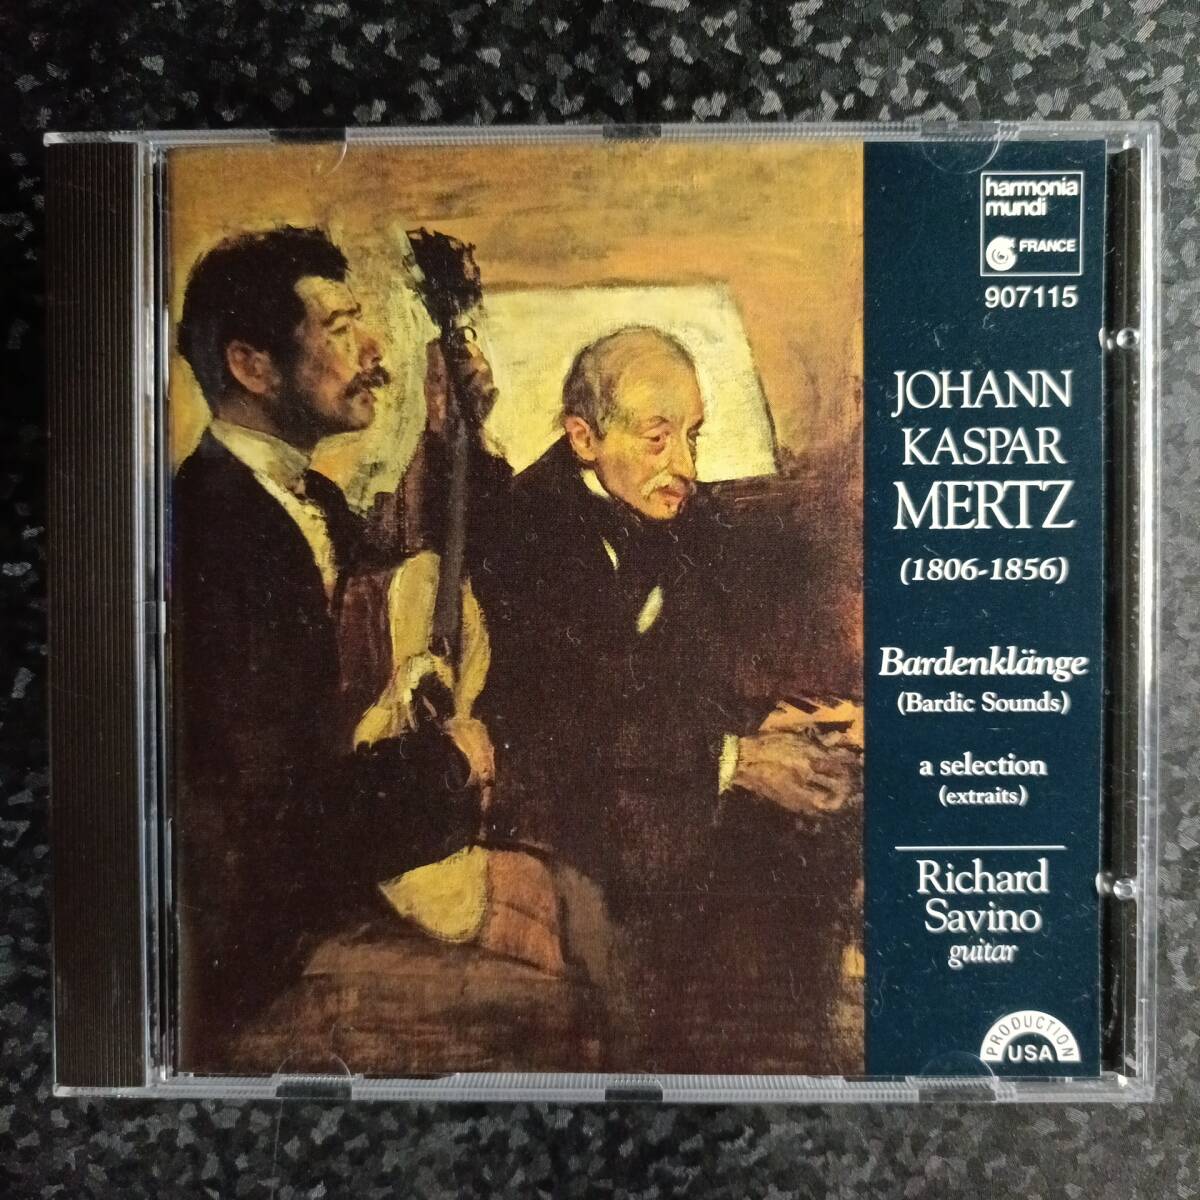 harmonia
mundi
FRANCE
907115
JOHANN
KASPAR
MERTZ
(1806-1856)
Bardenklänge
(Bardic Sounds)
a selection
(extraits)
Richard
Savino
guitar
PRODUCTION
USA